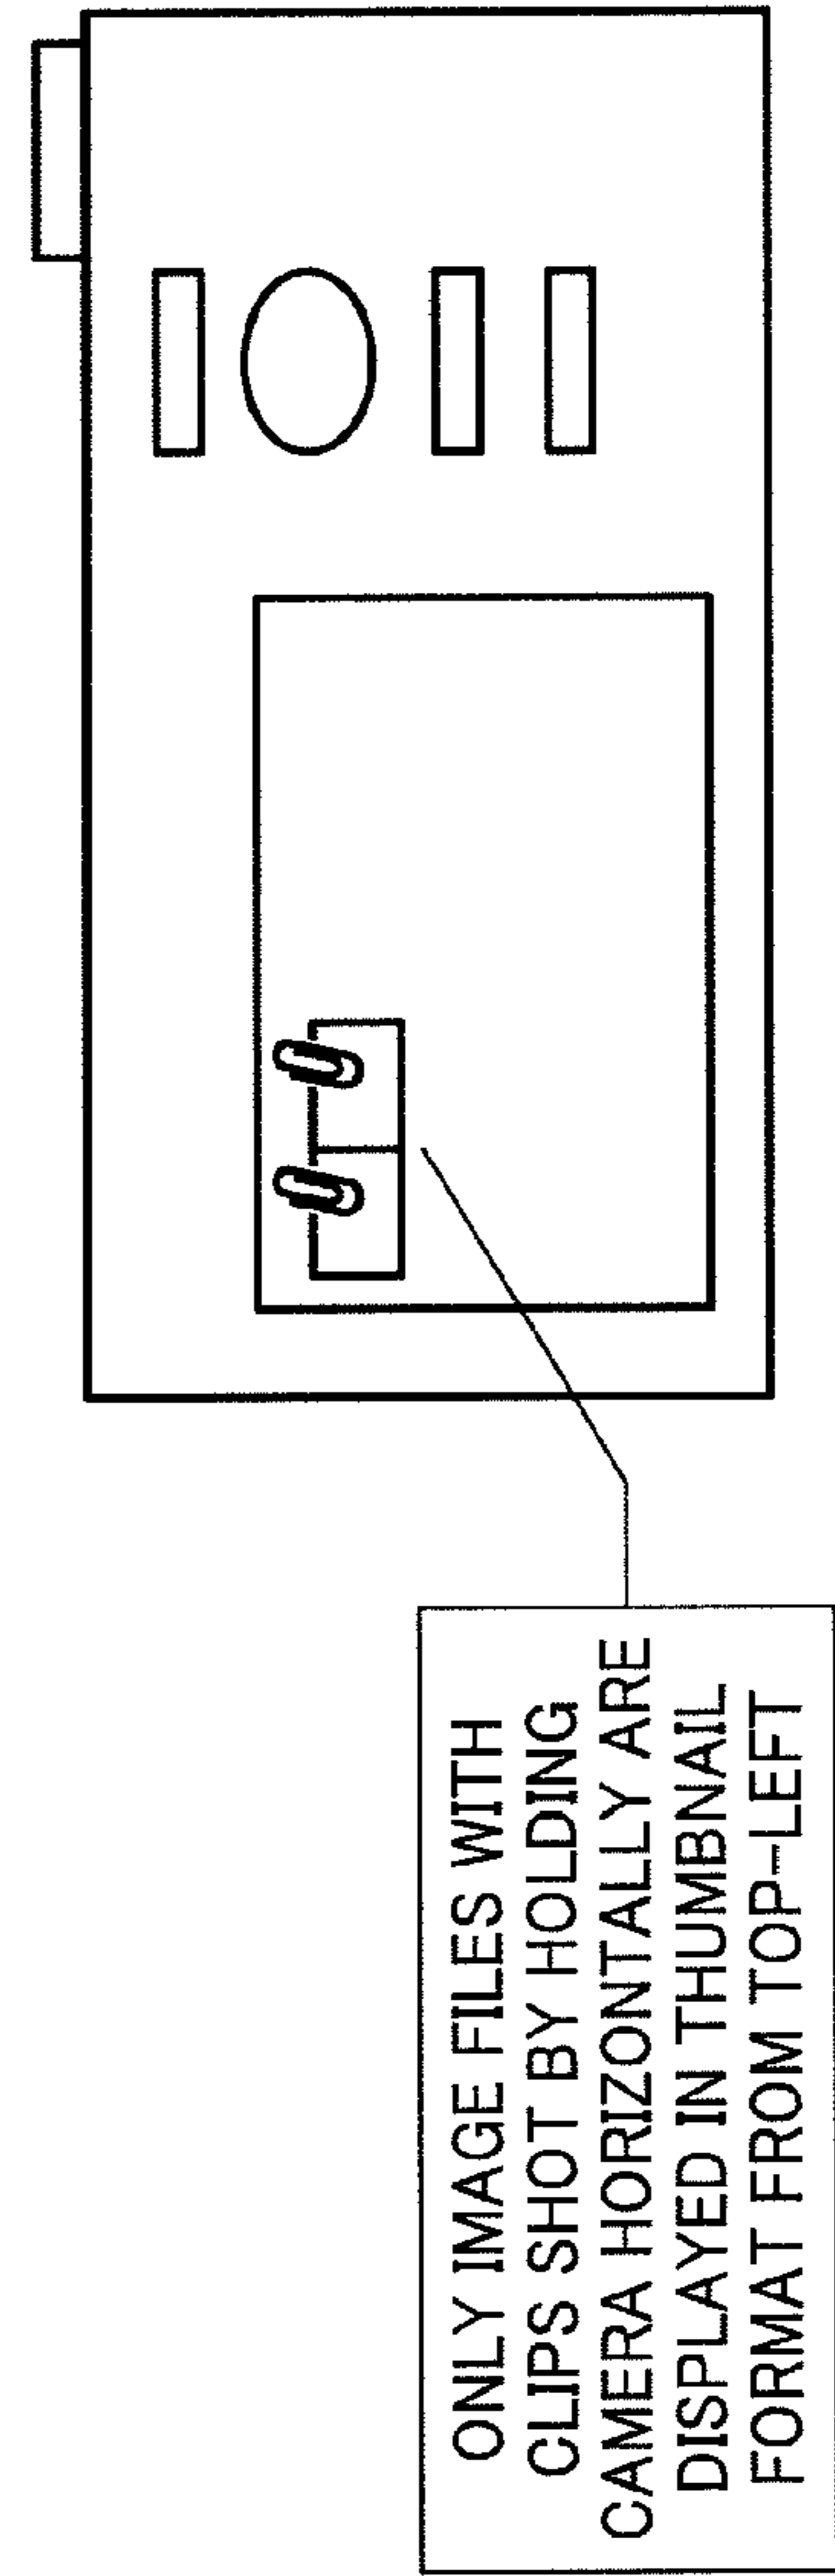 ONLY IMAGE FILES WITH
CLIPS SHOT BY HOLDING
CAMERA HORIZONTALLY ARE
DISPLAYED IN THUMBNAIL
FORMAT FROM TOP-LEFT